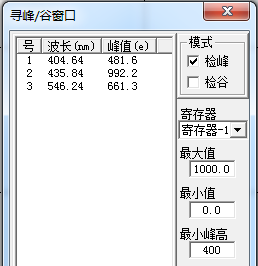 寻峰/谷窗口
号 波长(nm) 峰值(e)
1 404.64 481.6
2 435.84 992.2
3 546.24 661.3
模式
检峰
检谷
寄存器
寄存器-1
最大值
1000.0
最小值
0.0
最小峰高
400